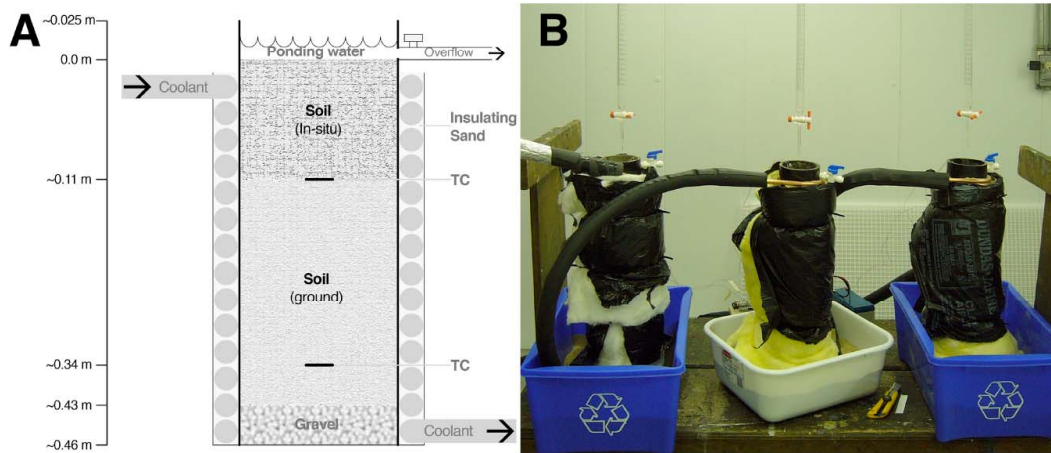 A
~0.025 m
0.0 m
Ponding water
Overflow
Coolant
Soil
(In-situ)
Insulating
Sand
~0.11 m
TC
Soil
(ground)
~0.34 m
TC
~0.43 m
Gravel
Coolant
~0.46 m
B
DUNDAS